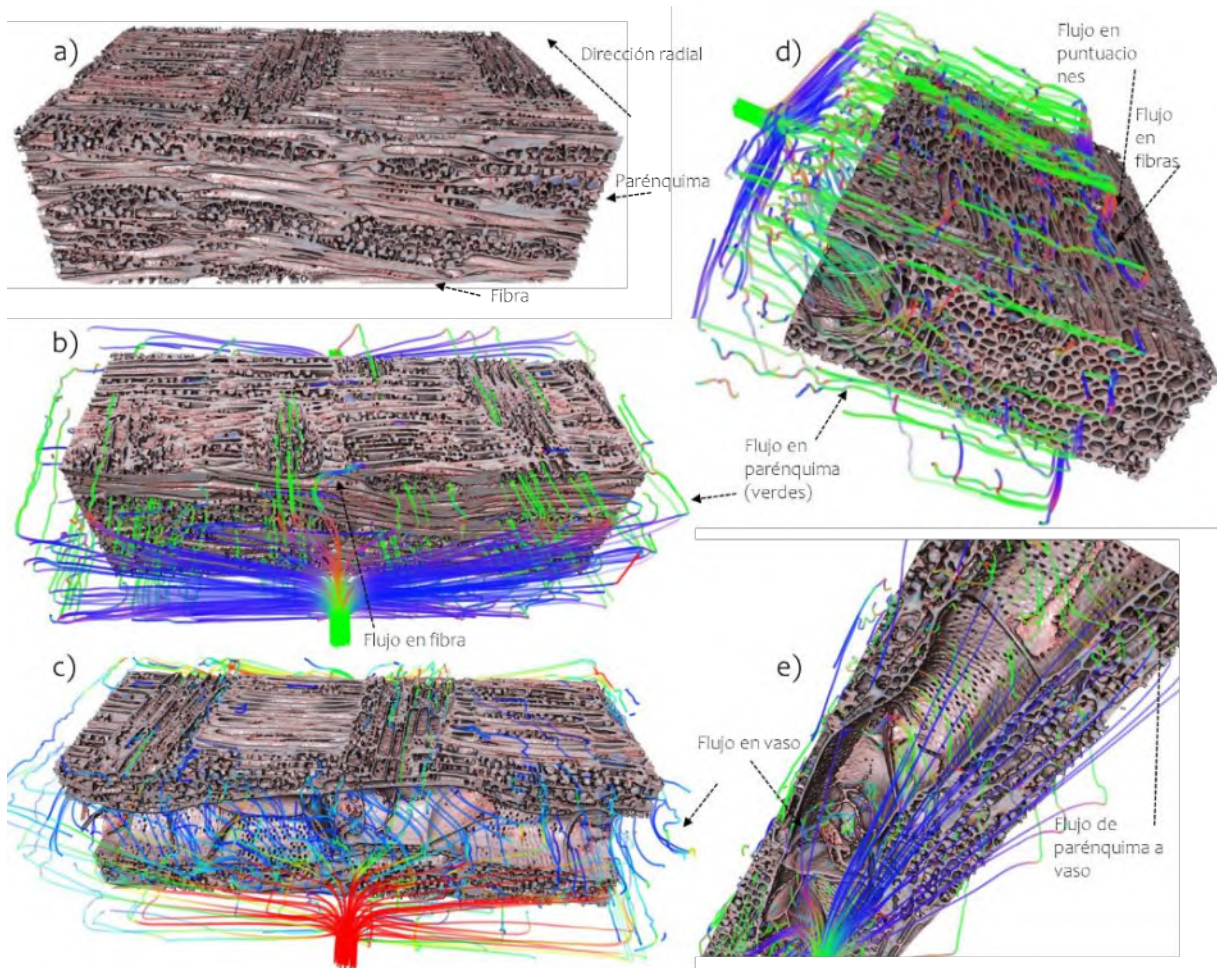 a)
Dirección radial
Parénquima
Fibra
b)
Flujo en fibra
c)
d)
Flujo en
puntuacio
nes
Flujo
en
fibras
Flujo en
parénquima
(verdes)
e)
Flujo en vaso
Flujo de
parénquima a
vaso